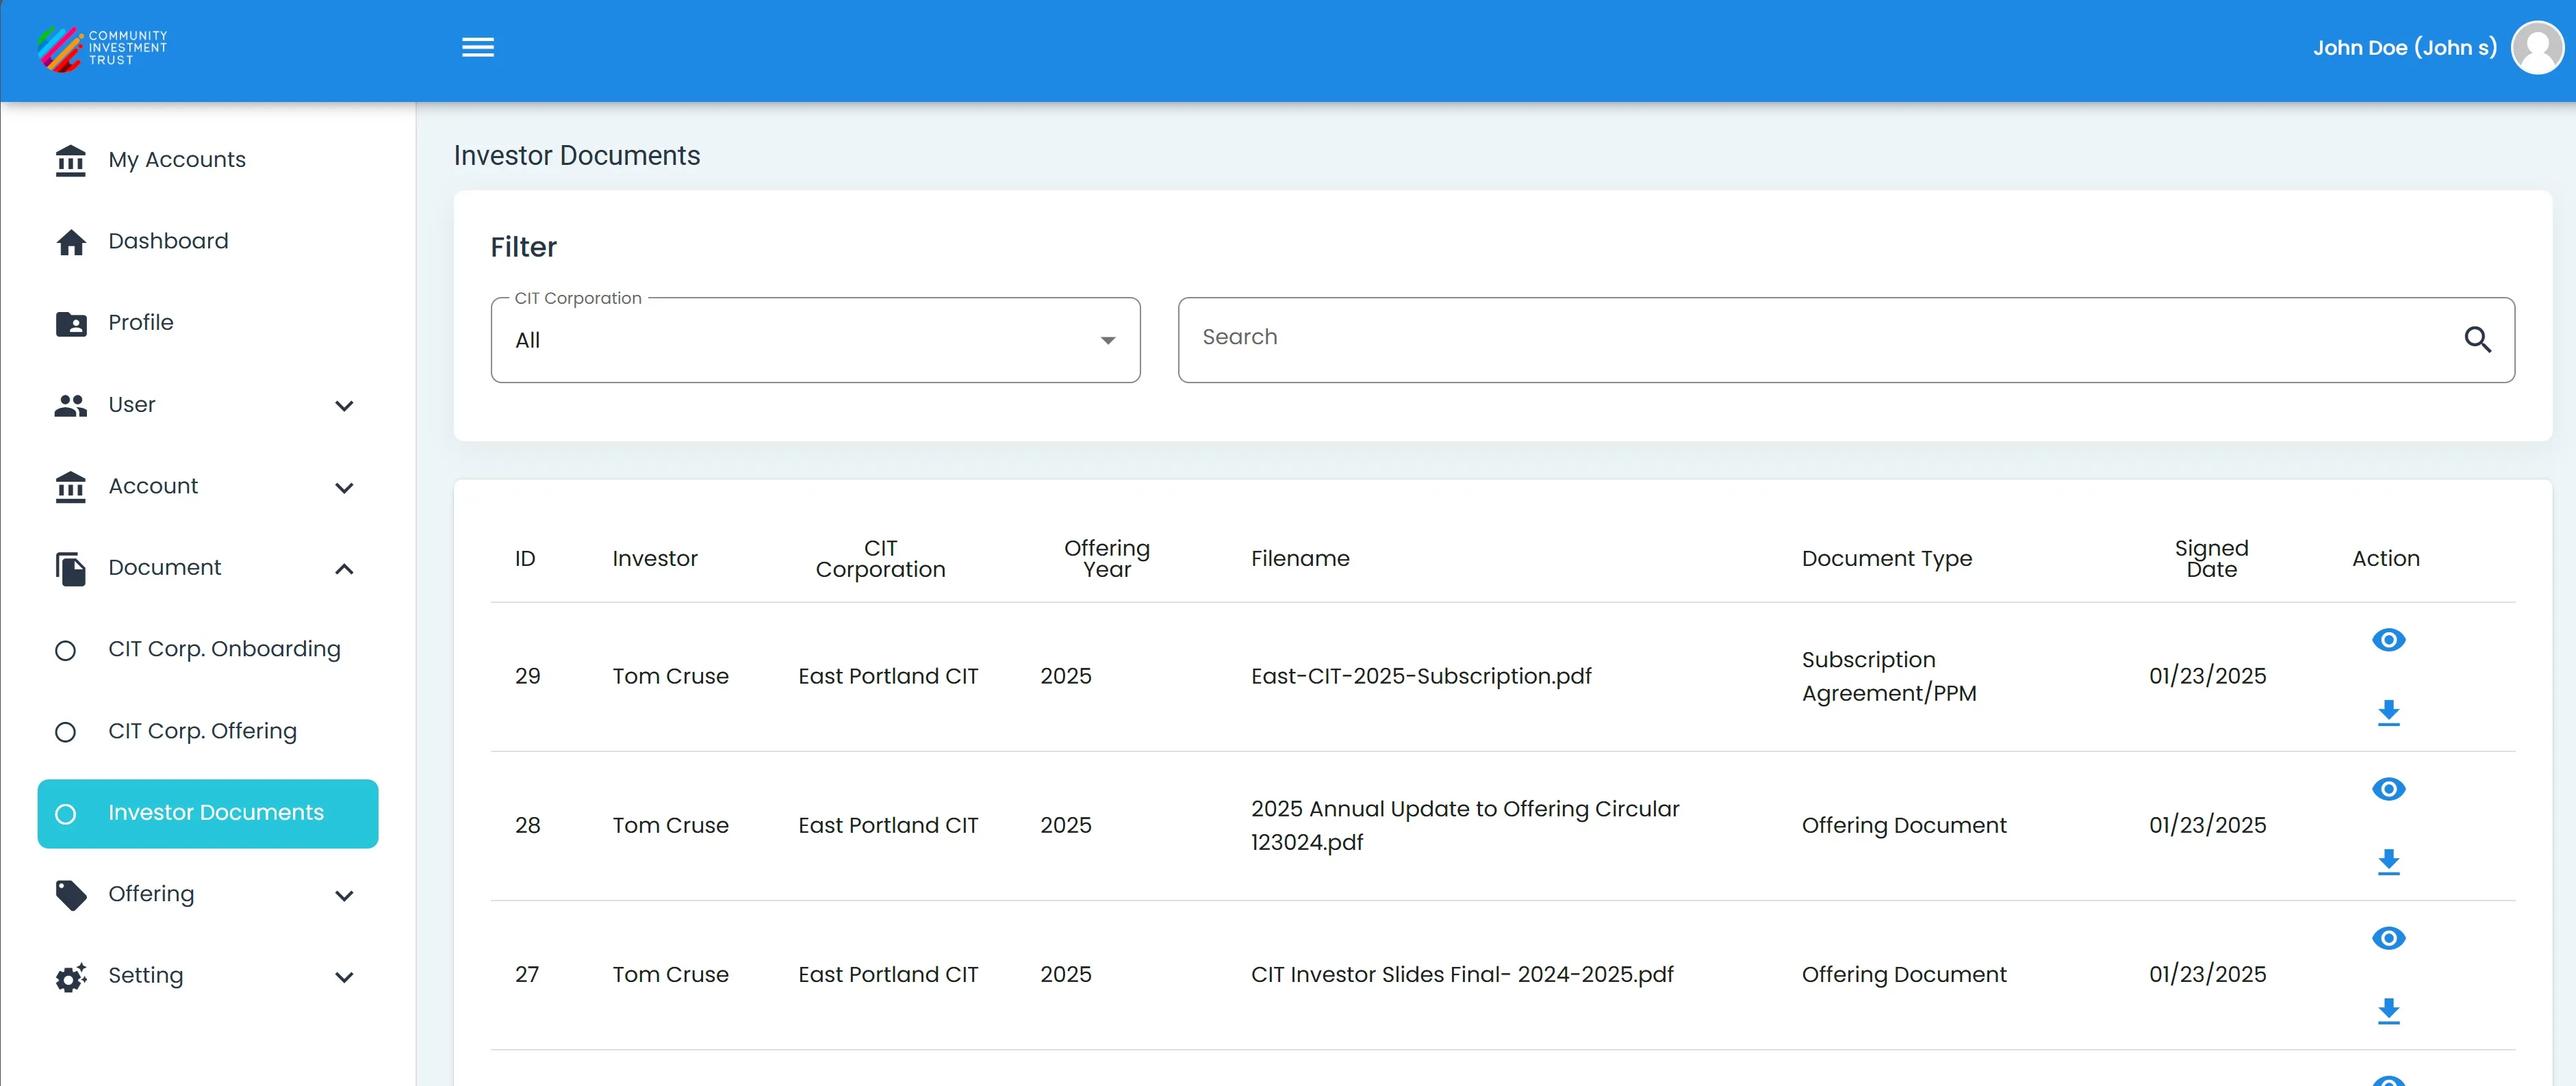 COMMUNITY
INVESTMENT
TRUST
John Doe (John s)
My Accounts
Dashboard
Profile
User
Account
Document
CIT Corp. Onboarding
CIT Corp. Offering
Investor Documents
Offering
Setting
Investor Documents
Filter
CIT Corporation
All
Search
ID
Investor
CIT
Corporation
Offering
Year
Filename
Document Type
Signed
Date
Action
29
Tom Cruse
East Portland CIT
2025
East-CIT-2025-Subscription.pdf
Subscription
Agreement/PPM
01/23/2025
28
Tom Cruse
East Portland CIT
2025
2025 Annual Update to Offering Circular
123024.pdf
Offering Document
01/23/2025
27
Tom Cruse
East Portland CIT
2025
CIT Investor Slides Final- 2024-2025.pdf
Offering Document
01/23/2025